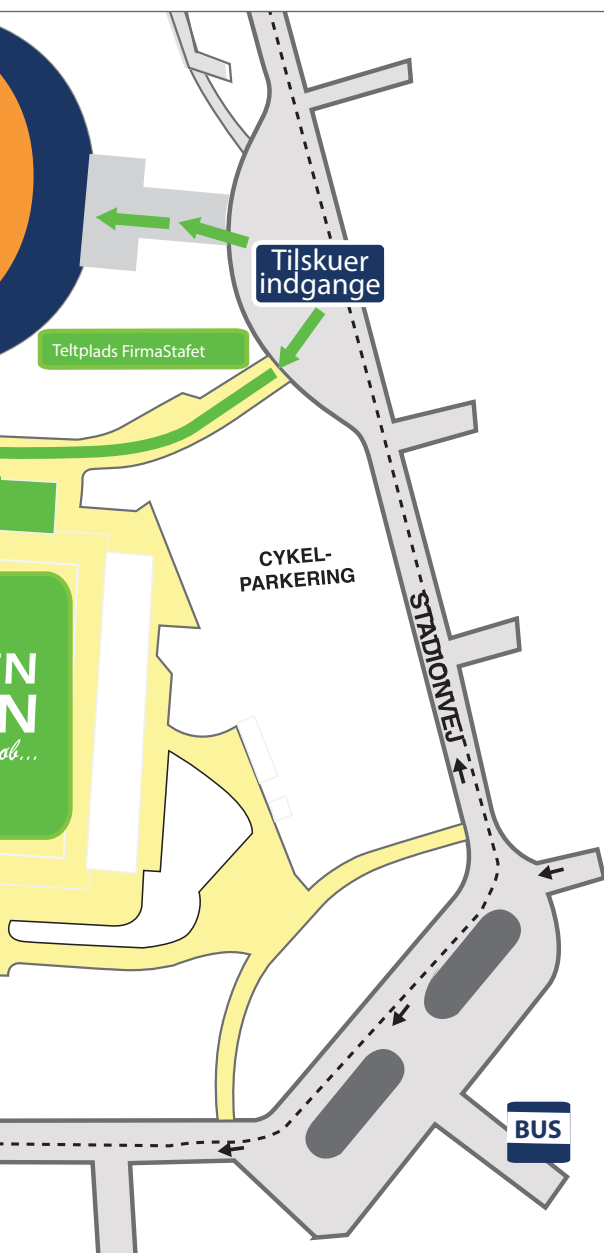 Tilskuer
indgange
Teltplads FirmaStafet
CYKEL-
PARKERING
STADIONVEJ
BUS